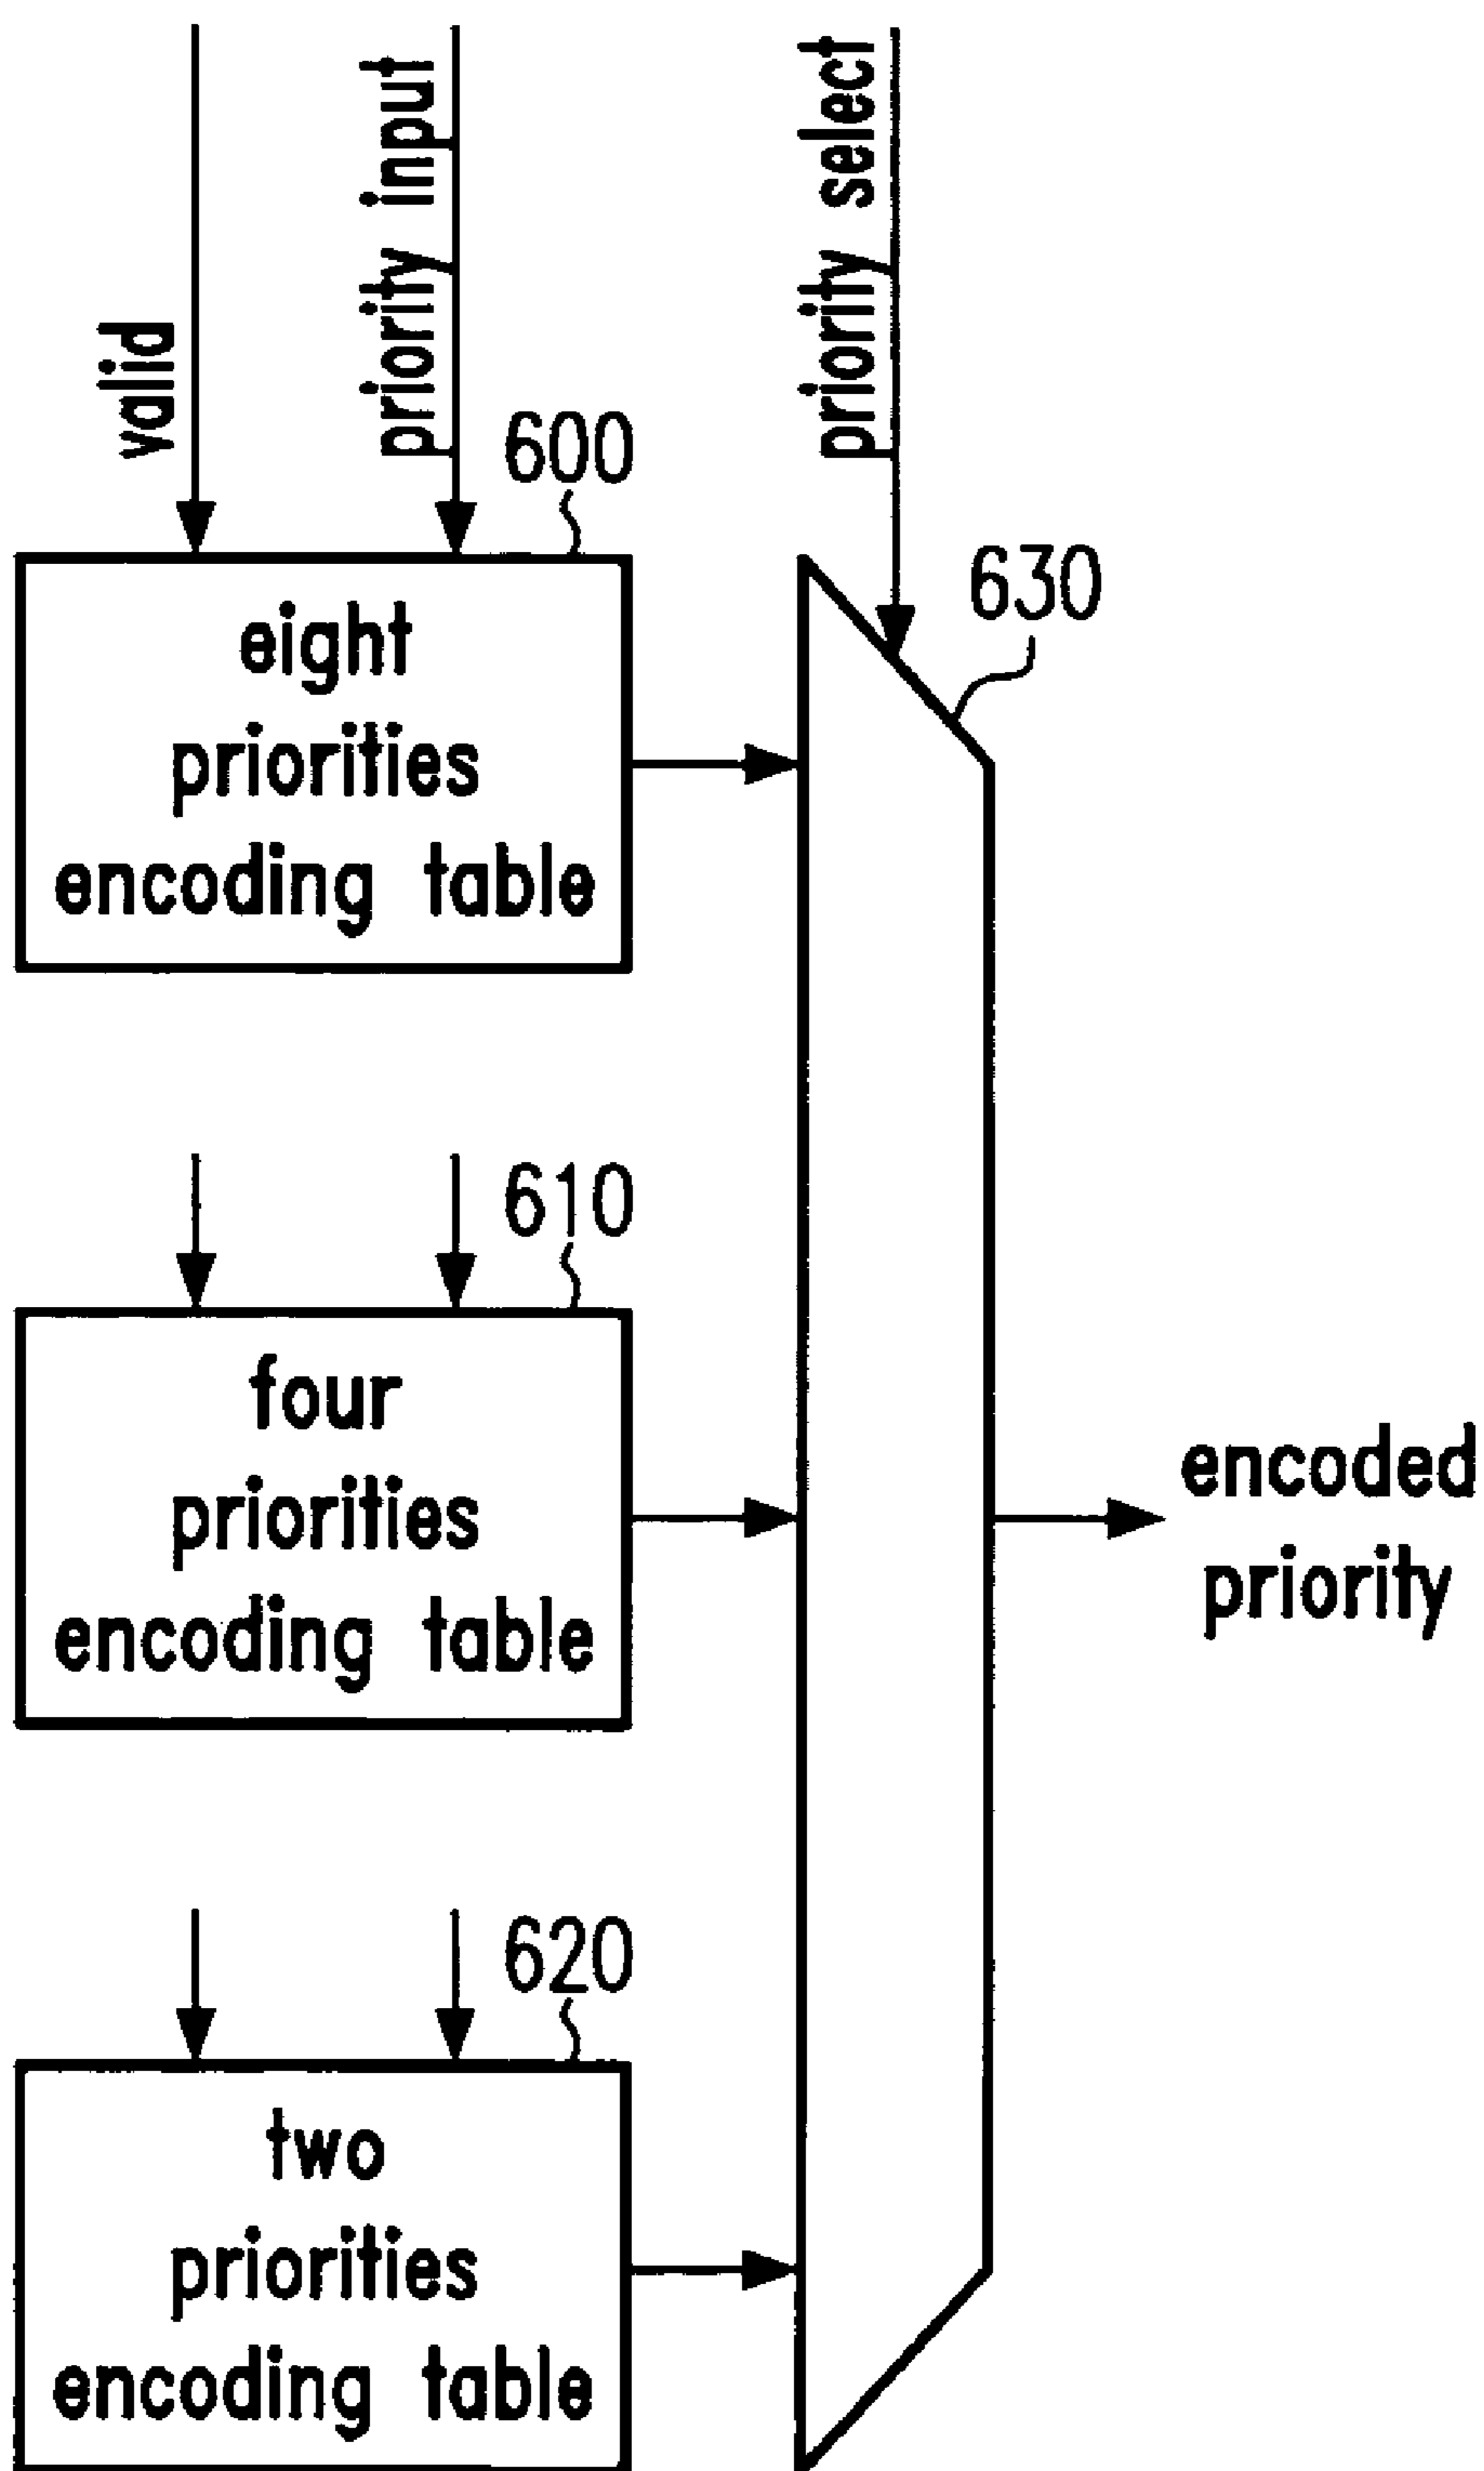 valid
priority input
priority select
600
630
eight
priorities
encoding table
610
four
priorities
encoding table
encoded
priority
620
two
priorities
encoding table